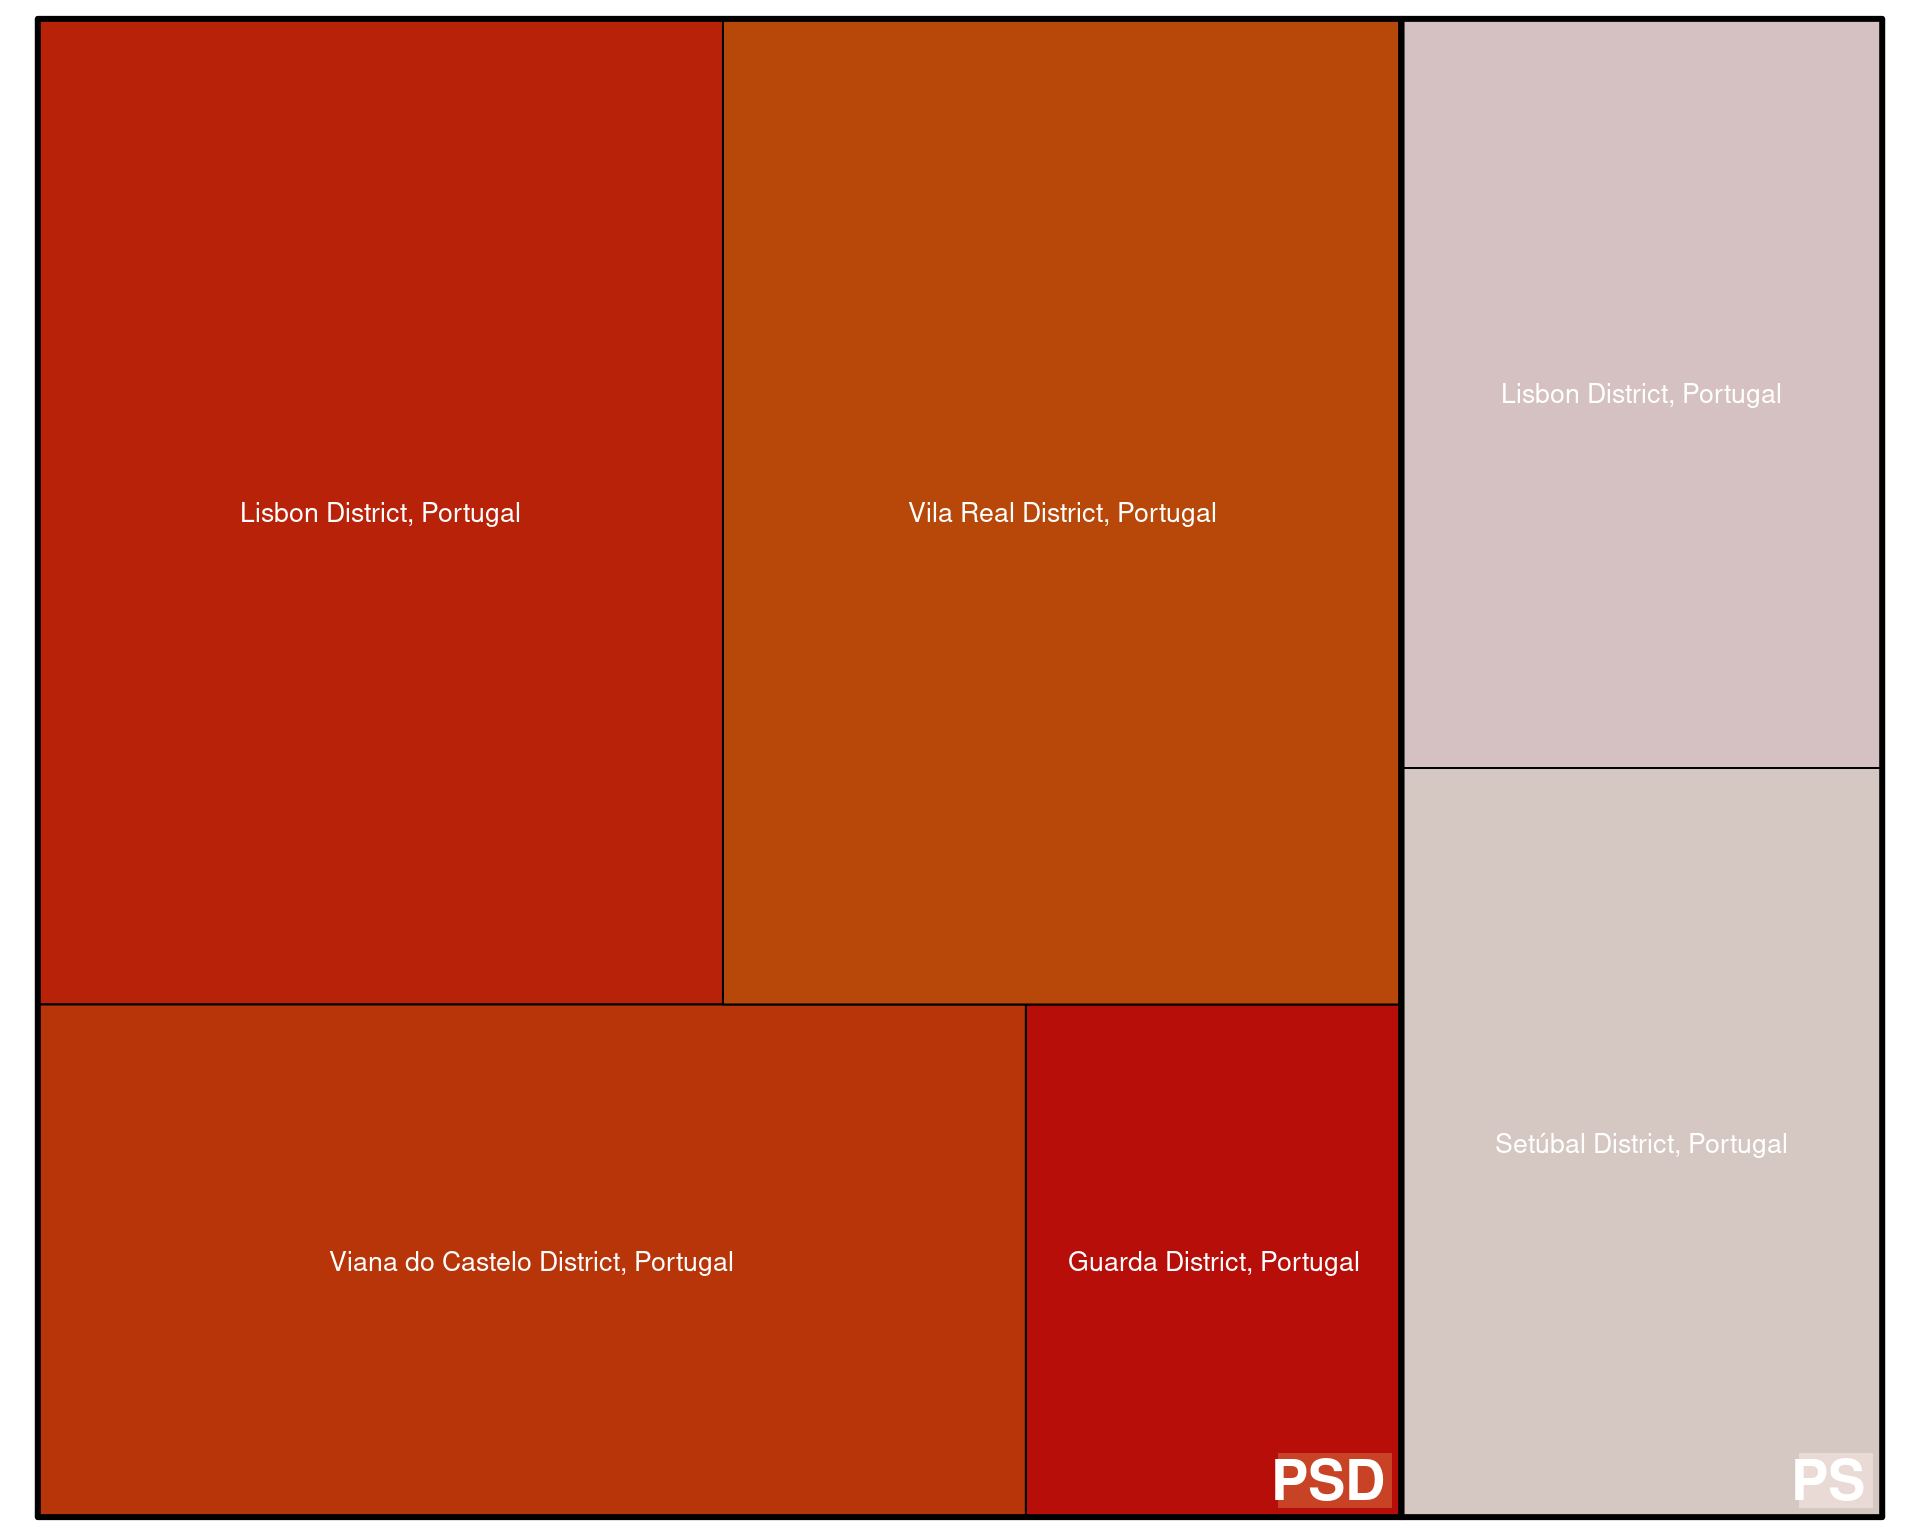 Lisbon District, Portugal
Vila Real District, Portugal
Viana do Castelo District, Portugal
Guarda District, Portugal
PSD
Lisbon District, Portugal
Setúbal District, Portugal
PS